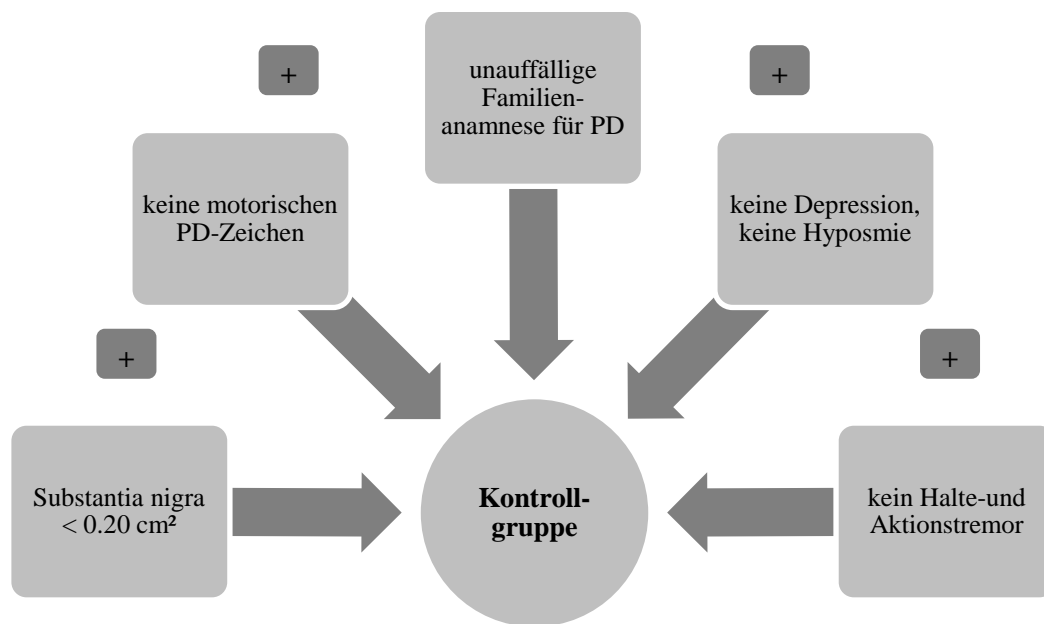 +
+
unauffällige
Familien-
anamnese für PD
keine motorischen
PD-Zeichen
keine Depression,
keine Hyposmie
+
+
Substantia nigra
< 0.20 cm²
Kontroll-
gruppe
kein Halte-und
Aktionstremor